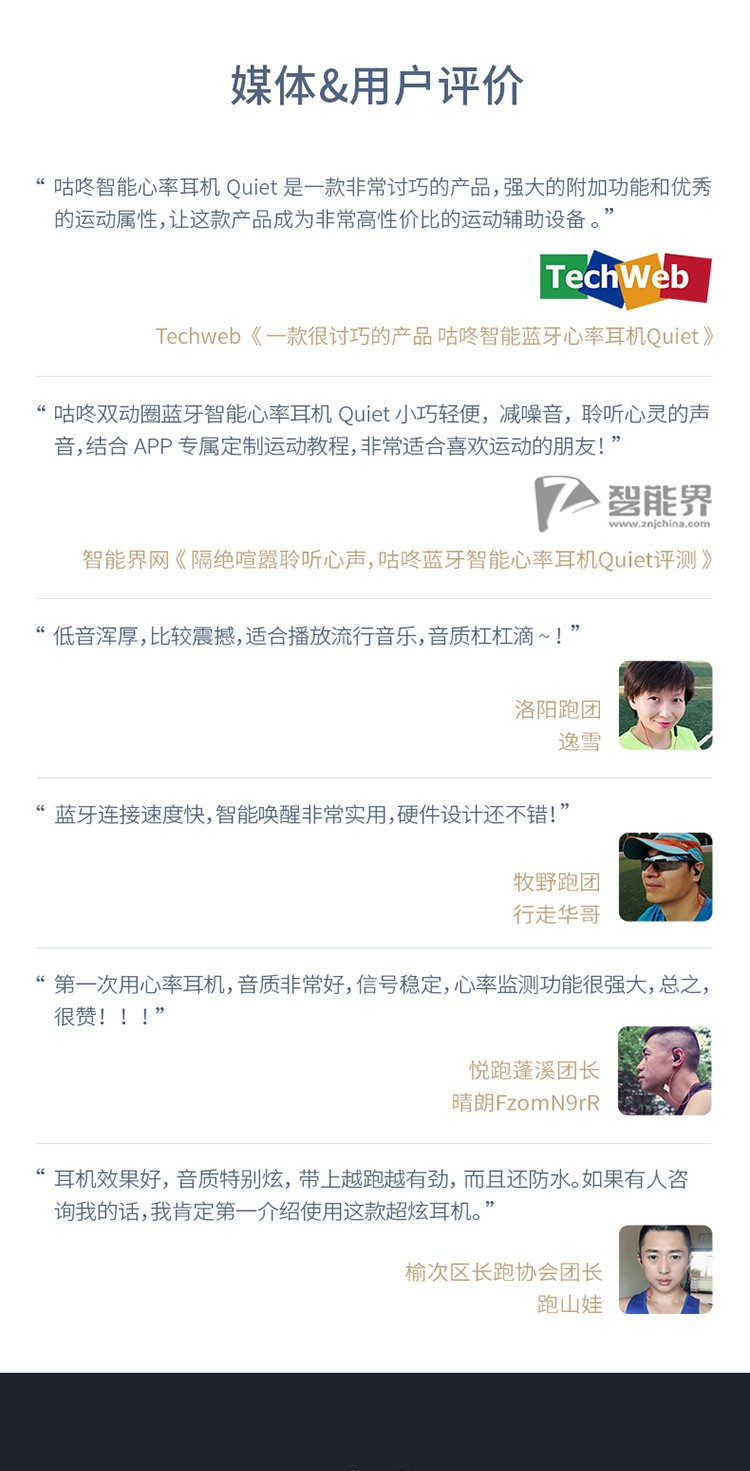 媒体&用户评价
“ 咕咚智能心率耳机 Quiet 是一款非常讨巧的产品，强大的附加功能和优秀
的运动属性，让这款产品成为非常高性价比的运动辅助设备。”
TechWeb
Techweb《一款很讨巧的产品 咕咚智能蓝牙心率耳机Quiet》
“ 咕咚双动圈蓝牙智能心率耳机 Quiet 小巧轻便，减噪音，聆听心灵的声
音，结合 APP 专属定制运动教程，非常适合喜欢运动的朋友！”
智能界
www.znjchina.com
智能界网《隔绝喧嚣聆听心声，咕咚蓝牙智能心率耳机Quiet评测》
“ 低音浑厚，比较震撼，适合播放流行音乐，音质杠杠滴～！”
洛阳跑团
逸雪
“ 蓝牙连接速度快，智能唤醒非常实用，硬件设计还不错！”
牧野跑团
行走华哥
“ 第一次用心率耳机，音质非常好，信号稳定，心率监测功能很强大，总之，
很赞！！！”
悦跑蓬溪团长
晴朗FzomN9rR
“ 耳机效果好，音质特别炫，带上越跑越有劲，而且还防水。如果有人咨
询我的话，我肯定第一介绍使用这款超炫耳机。”
榆次区长跑协会团长
跑山娃